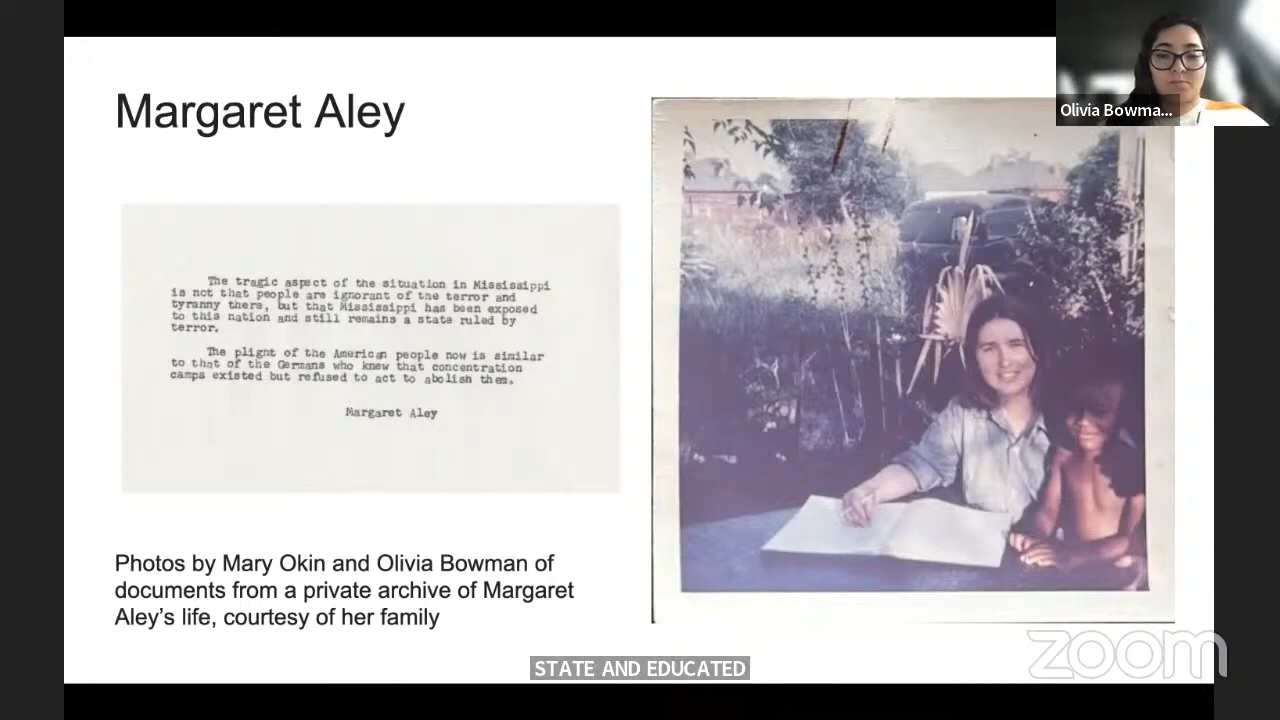 Margaret Aley
Olivia Bowma...
The tragic aspect of the situation in Mississippi
is not that people are ignorant of the terror and
tyranny there, but that Mississippi has been exposed
to this nation and still remains a state ruled by
terror.
The plight of the American people now is similar
to that of the Germans who knew that concentration
camps existed but refused to act to abolish them.
Margaret Aley
Photos by Mary Okin and Olivia Bowman of
documents from a private archive of Margaret
Aley’s life, courtesy of her family
STATE AND EDUCATED
zoom